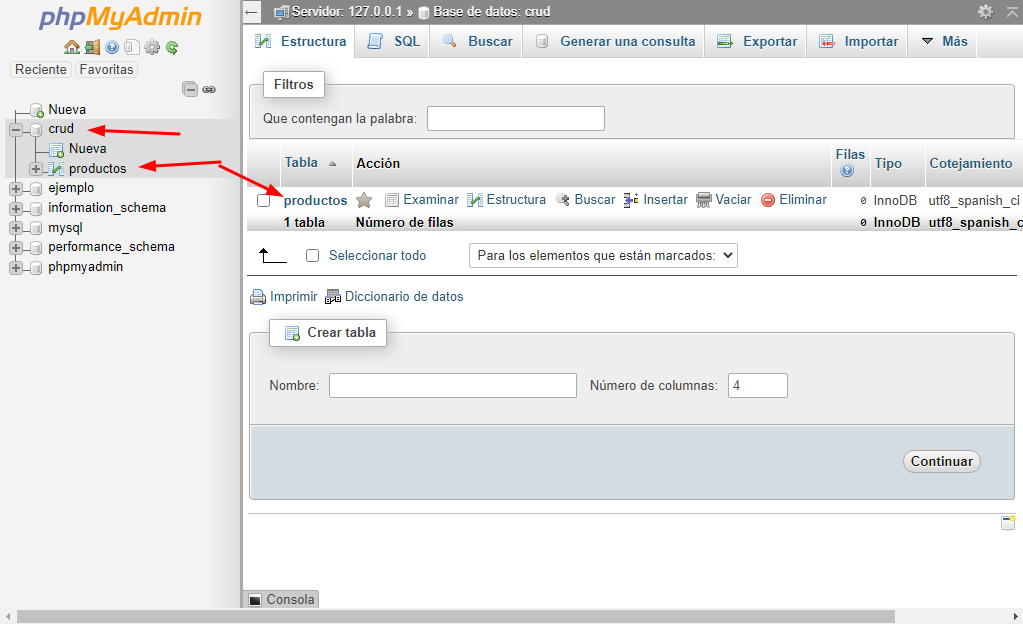 phpMyAdmin
Reciente Favoritas
Nueva
crud
Nueva
productos
ejemplo
information_schema
mysql
performance_schema
phpmyadmin
Servidor: 127.0.0.1 » Base de datos: crud
Estructura SQL Buscar Generar una consulta Exportar Importar Más
Filtros
Que contengan la palabra:
Tabla Acción Filas Tipo Cotejamiento
productos Examinar Estructura Buscar Insertar Vaciar Eliminar 0 InnoDB utf8_spanish_ci
1 tabla Número de filas 0 InnoDB utf8_spanish_c
Seleccionar todo Para los elementos que están marcados:
Imprimir Diccionario de datos
Crear tabla
Nombre: Número de columnas: 4
Continuar
Consola